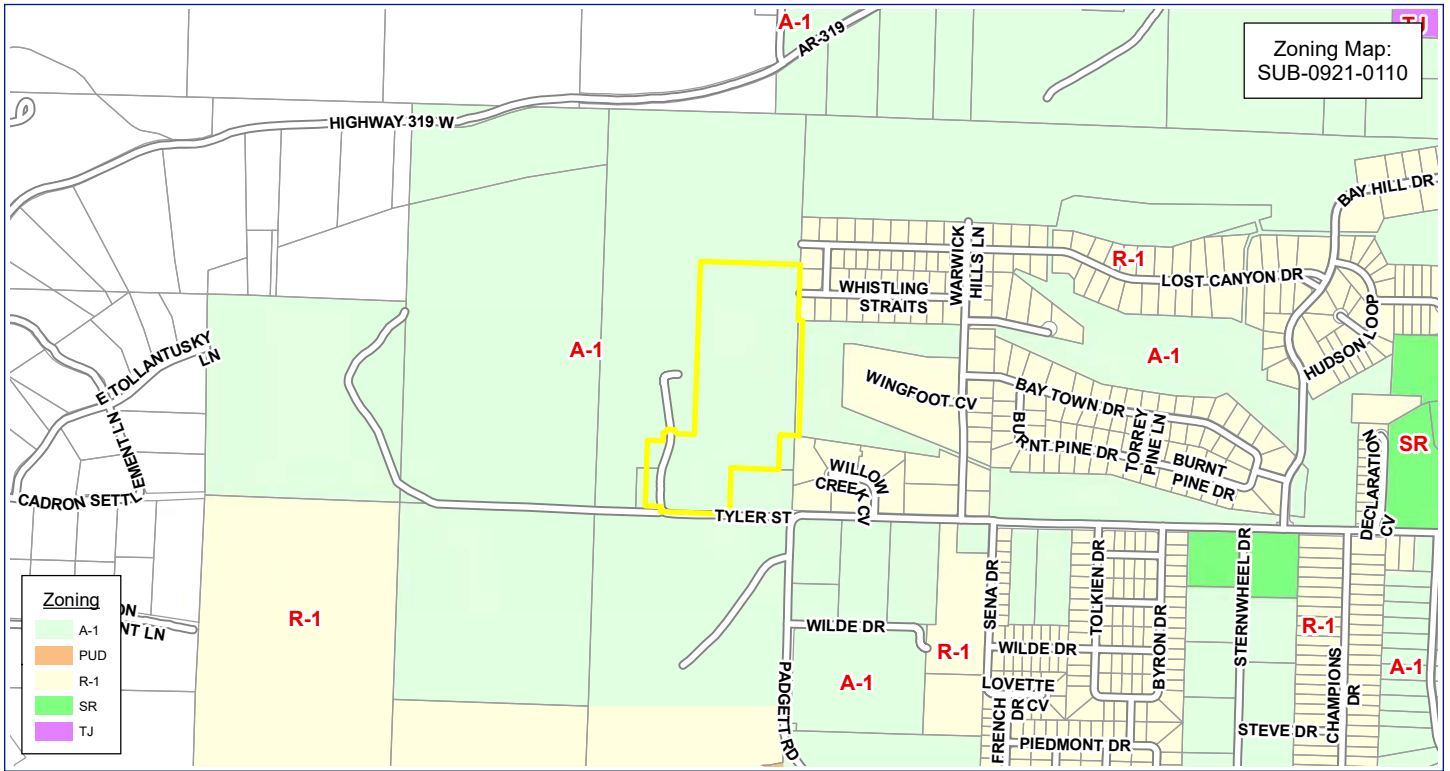 A-1
AR-319
TJ
Zoning Map:
SUB-0921-0110
HIGHWAY 319 W
BAY HILL DR
WARWICK
HILLS LN
R-1
LOST CANYON DR
WHISTLING
STRAITS
HUDSON LOOP
E TOLLANTUSKY
LN
A-1
A-1
WINGFOOT CV
BAY TOWN DR
BURNT PINE DR
TORREY
PINE LN
BURNT
PINE DR
SR
DECLARATION
CV
WILLOW
CREEK CV
CADRON SETTLEMENT LN
TYLER ST
SENA DR
TOLKIEN DR
BYRON DR
STERNWHEEL DR
Zoning
A-1
PUD
R-1
SR
TJ
ON
NT LN
R-1
WILDE DR
R-1
WILDE DR
R-1
A-1
A-1
PADGETT RD
LOVETTE
CV
FRENCH
DR
PIEDMONT DR
STEVE DR
CHAMPIONS
DR